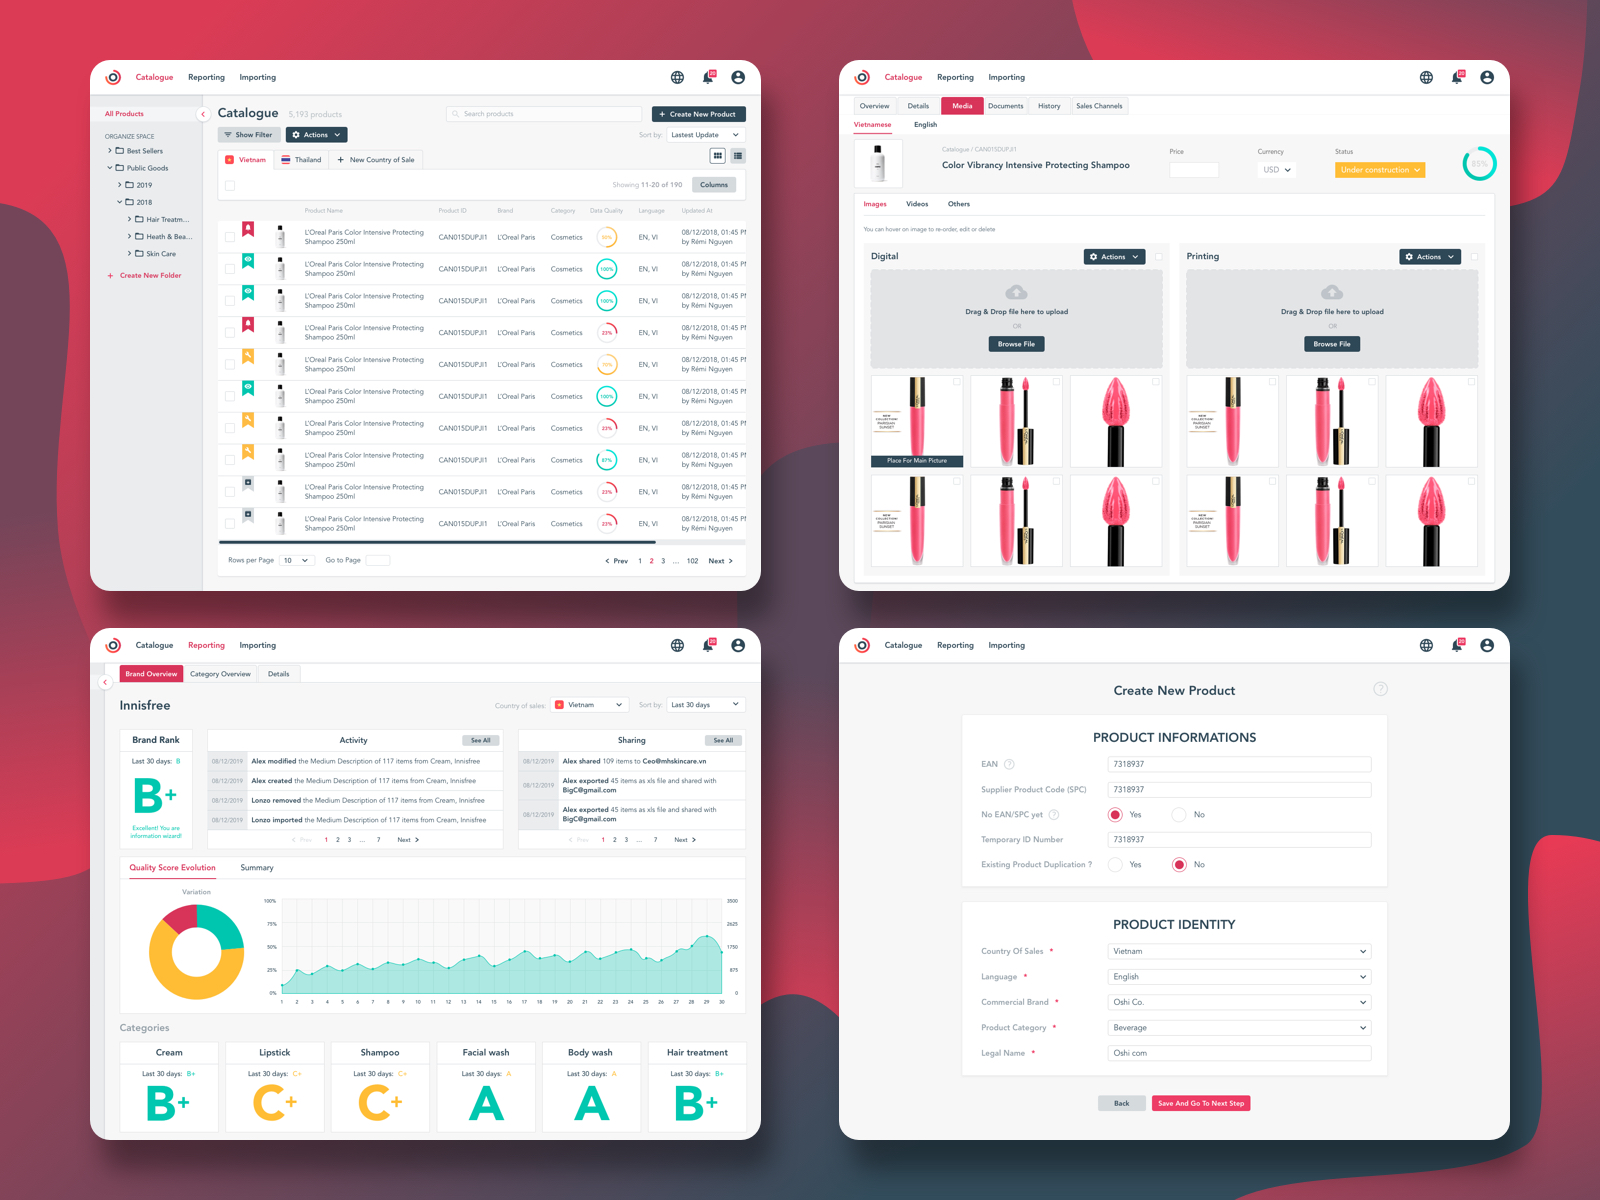 Catalogue Reporting Importing 20
All Products
ORGANIZE SPACE
Best Sellers
Public Goods
2019
2018
Hair Treatm...
Heath & Bea...
Skin Care
+ Create New Folder
Catalogue 5,193 products
Search products
+ Create New Product
Show Filter Actions
Sort by: Lastest Update
Vietnam Thailand + New Country of Sale
Showing 11-20 of 190 Columns
Product Name Product ID Brand Category Data Quality Language Updated At
L'Oreal Paris Color Intensive Protecting
Shampoo 250ml
CAN015DUPJI1 L'Oreal Paris Cosmetics EN, VI
08/12/2018, 01:45 PM
by Rémi Nguyen
L'Oreal Paris Color Intensive Protecting
Shampoo 250ml
CAN015DUPJI1 L'Oreal Paris Cosmetics 100% EN, VI
08/12/2018, 01:45 PM
by Rémi Nguyen
L'Oreal Paris Color Intensive Protecting
Shampoo 250ml
CAN015DUPJI1 L'Oreal Paris Cosmetics 100% EN, VI
08/12/2018, 01:45 PM
by Rémi Nguyen
L'Oreal Paris Color Intensive Protecting
Shampoo 250ml
CAN015DUPJI1 L'Oreal Paris Cosmetics 23% EN, VI
08/12/2018, 01:45 PM
by Rémi Nguyen
L'Oreal Paris Color Intensive Protecting
Shampoo 250ml
CAN015DUPJI1 L'Oreal Paris Cosmetics 70% EN, VI
08/12/2018, 01:45 PM
by Rémi Nguyen
L'Oreal Paris Color Intensive Protecting
Shampoo 250ml
CAN015DUPJI1 L'Oreal Paris Cosmetics 100% EN, VI
08/12/2018, 01:45 PM
by Rémi Nguyen
L'Oreal Paris Color Intensive Protecting
Shampoo 250ml
CAN015DUPJI1 L'Oreal Paris Cosmetics 23% EN, VI
08/12/2018, 01:45 PM
by Rémi Nguyen
L'Oreal Paris Color Intensive Protecting
Shampoo 250ml
CAN015DUPJI1 L'Oreal Paris Cosmetics 87% EN, VI
08/12/2018, 01:45 PM
by Rémi Nguyen
L'Oreal Paris Color Intensive Protecting
Shampoo 250ml
CAN015DUPJI1 L'Oreal Paris Cosmetics 23% EN, VI
08/12/2018, 01:45 PM
by Rémi Nguyen
L'Oreal Paris Color Intensive Protecting
Shampoo 250ml
CAN015DUPJI1 L'Oreal Paris Cosmetics 23% EN, VI
08/12/2018, 01:45 PM
by Rémi Nguyen
Rows per Page 10 Go to Page
< Prev 1 2 3 ... 102 Next >
Catalogue Reporting Importing 20
Overview Details Media Documents History Sales Channels
Vietnamese English
Catalogue / CAN015DUPJI1
Color Vibrancy Intensive Protecting Shampoo
Price
Currency
USD
Status
Under construction
85%
Images Videos Others
You can hover on image to re-order, edit or delete
Digital Actions
Drag & Drop file here to upload
OR
Browse File
NEW
COLLECTION
PARISIAN
SUNSET
Place For Main Picture
NEW
COLLECTION
PARISIAN
SUNSET
Printing Actions
Drag & Drop file here to upload
OR
Browse File
NEW
COLLECTION
PARISIAN
SUNSET
NEW
COLLECTION
PARISIAN
SUNSET
Catalogue Reporting Importing 20
Brand Overview Category Overview Details
Innisfree
Country of sales: Vietnam Sort by: Last 30 days
Brand Rank
Last 30 days: B
B+
Excellent! You are
information wizard!
Activity See All
08/12/2019 Alex modified the Medium Description of 117 items from Cream, Innisfree
08/12/2019 Alex created the Medium Description of 117 items from Cream, Innisfree
08/12/2019 Lonzo removed the Medium Description of 117 items from Cream, Innisfree
08/12/2019 Lonzo imported the Medium Description of 117 items from Cream, Innisfree
< Prev 1 2 3 ... 7 Next >
Sharing See All
08/12/2019 Alex shared 109 items to Ceo@mhskincare.vn
08/12/2019 Alex exported 45 items as xls file and shared with
BigC@gmail.com
08/12/2019 Alex exported 45 items as xls file and shared with
BigC@gmail.com
< Prev 1 2 3 ... 7 Next >
Quality Score Evolution Summary
Variation
100% 3500
75% 2625
50% 1750
25% 875
0% 0
1 2 3 4 5 6 7 8 9 10 11 12 13 14 15 16 17 18 19 20 21 22 23 24 25 26 27 28 29 30
Categories
Cream
Last 30 days: B+
B+
Lipstick
Last 30 days: C+
C+
Shampoo
Last 30 days: C+
C+
Facial wash
Last 30 days: A
A
Body wash
Last 30 days: A
A
Hair treatment
Last 30 days: B+
B+
Catalogue Reporting Importing 20
Create New Product ?
PRODUCT INFORMATIONS
EAN ? 7318937
Supplier Product Code (SPC) 7318937
No EAN/SPC yet ? Yes No
Temporary ID Number 7318937
Existing Product Duplication ? Yes No
PRODUCT IDENTITY
Country Of Sales * Vietnam
Language * English
Commercial Brand * Oshi Co.
Product Category * Beverage
Legal Name * Oshi com
Back Save And Go To Next Step